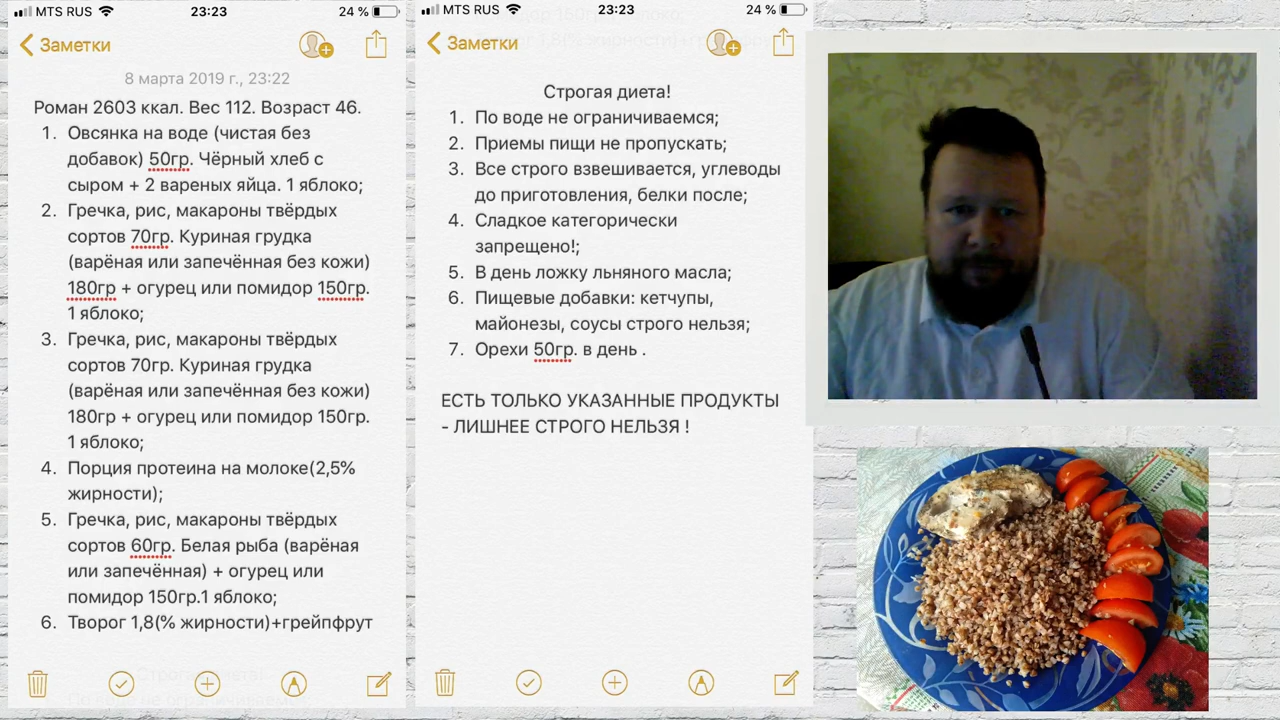 MTS RUS 23:23 24 %
Заметки
8 марта 2019 г., 23:22
Роман 2603 ккал. Вес 112. Возраст 46.
1. Овсянка на воде (чистая без
добавок) 50гр. Чёрный хлеб с
сыром + 2 вареных яйца. 1 яблоко;
2. Гречка, рис, макароны твёрдых
сортов 70гр. Куриная грудка
(варёная или запечённая без кожи)
180гр + огурец или помидор 150гр.
1 яблоко;
3. Гречка, рис, макароны твёрдых
сортов 70гр. Куриная грудка
(варёная или запечённая без кожи)
180гр + огурец или помидор 150гр.
1 яблоко;
4. Порция протеина на молоке(2,5%
жирности);
5. Гречка, рис, макароны твёрдых
сортов 60гр. Белая рыба (варёная
или запечённая) + огурец или
помидор 150гр.1 яблоко;
6. Творог 1,8(% жирности)+грейпфрут
MTS RUS 23:23 24 %
Заметки
Строгая диета!
1. По воде не ограничиваемся;
2. Приемы пищи не пропускать;
3. Все строго взвешивается, углеводы
до приготовления, белки после;
4. Сладкое категорически
запрещено!;
5. В день ложку льняного масла;
6. Пищевые добавки: кетчупы,
майонезы, соусы строго нельзя;
7. Орехи 50гр. в день .
ЕСТЬ ТОЛЬКО УКАЗАННЫЕ ПРОДУКТЫ
- ЛИШНЕЕ СТРОГО НЕЛЬЗЯ !